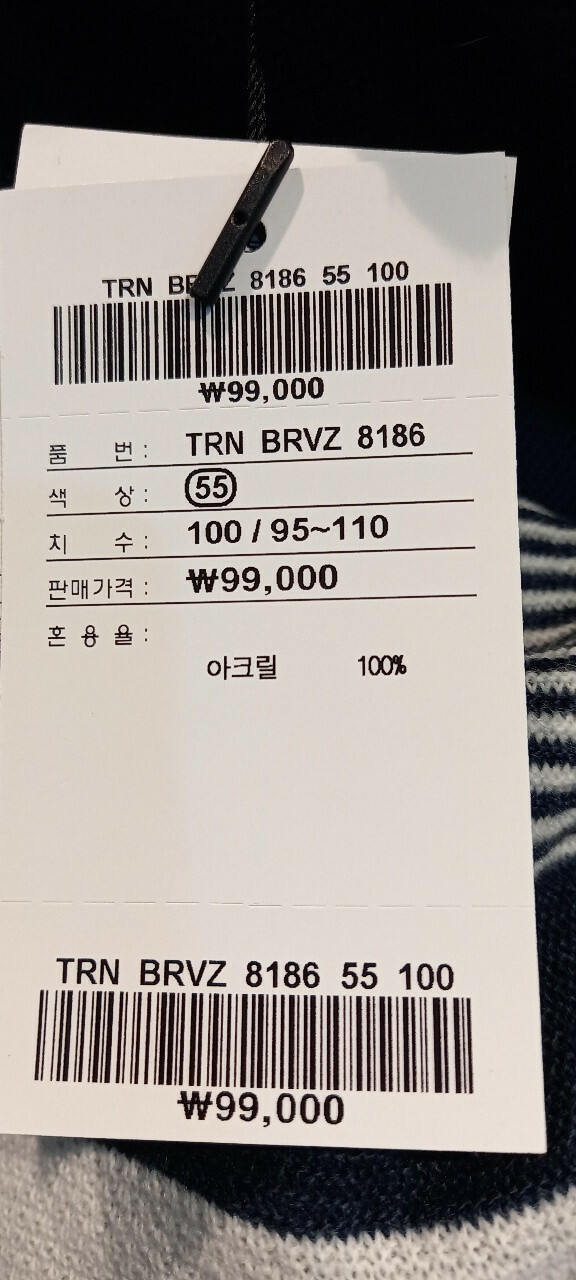 TRN 8186 55 100
₩99,000
품 번 : TRN BRVZ 8186
색 상 : 55
치 수 : 100 / 95~110
판매가격 : ₩99,000
혼 용 율 :
아크릴 100%
TRN BRVZ 8186 55 100
₩99,000